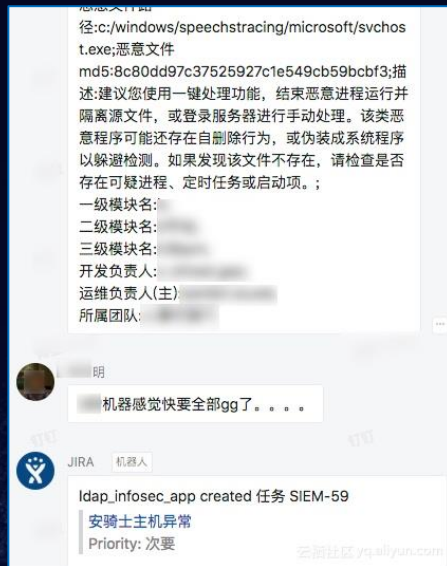 径:c:/windows/speechstracing/microsoft/svchos
t.exe;恶意文件
md5:8c80dd97c37525927c1e549cb59bcbf3;描
述:建议您使用一键处理功能，结束恶意进程运行并
隔离源文件，或登录服务器进行手动处理。该类恶
意程序可能还存在自删除行为，或伪装成系统程序
以躲避检测。如果发现该文件不存在，请检查是否
存在可疑进程、定时任务或启动项。;
一级模块名:
二级模块名:
三级模块名:
开发负责人:
运维负责人(主):
所属团队:
明
机器感觉快要全部gg了。。。。
JIRA 机器人
ldap_infosec_app created 任务 SIEM-59
安骑士主机异常
Priority: 次要
云栖社区 yq.aliyun.com